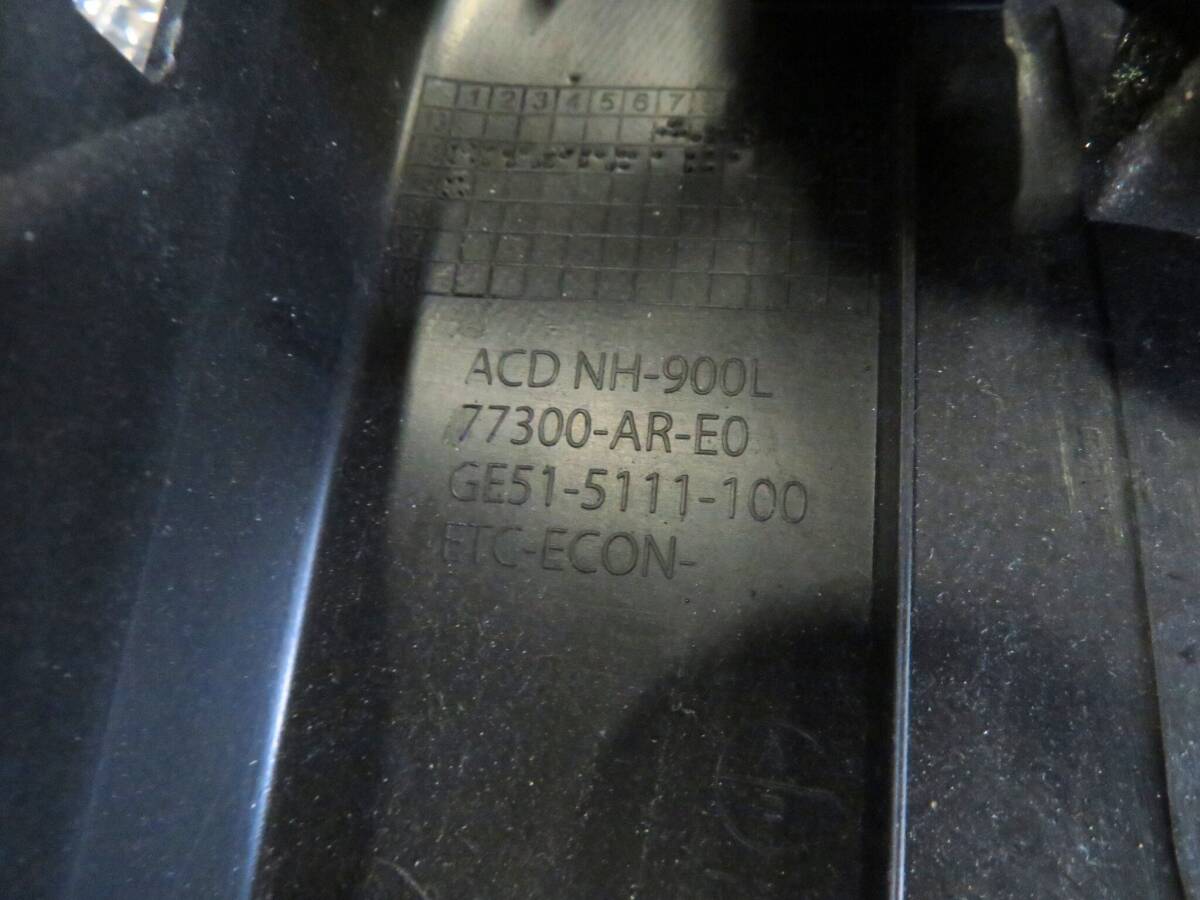 1 2 3 4 5 6 7
ACD NH-900L
77300-AR-E0
GE51-5111-100
ETC-ECON-